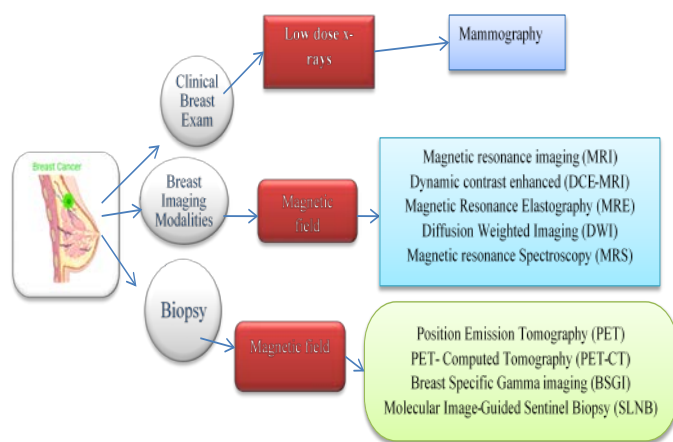 Low dose x-
rays
Mammography
Clinical
Breast
Exam
Breast Cancer
Breast
Imaging
Modalities
Magnetic
field
Magnetic resonance imaging (MRI)
Dynamic contrast enhanced (DCE-MRI)
Magnetic Resonance Elastography (MRE)
Diffusion Weighted Imaging (DWI)
Magnetic resonance Spectroscopy (MRS)
Biopsy
Magnetic field
Position Emission Tomography (PET)
PET- Computed Tomography (PET-CT)
Breast Specific Gamma imaging (BSGI)
Molecular Image-Guided Sentinel Biopsy (SLNB)